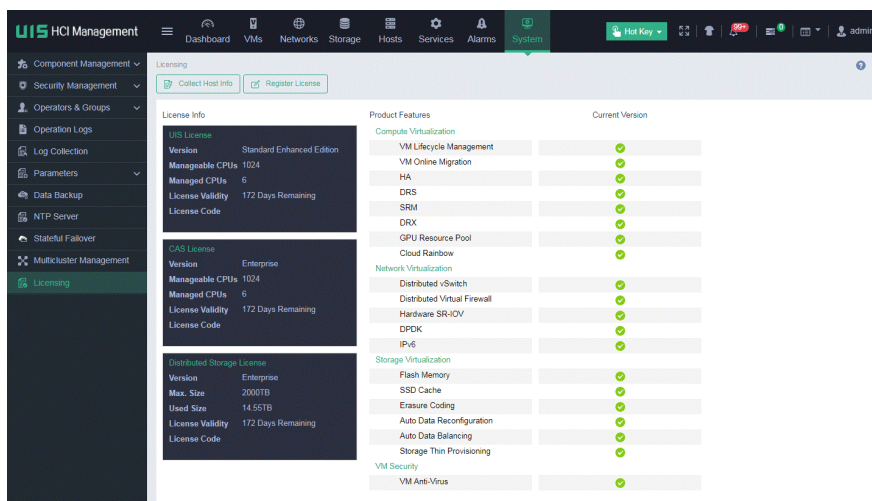 UIS HCI Management
Dashboard
VMs
Networks
Storage
Hosts
Services
Alarms
System
Hot Key
99+
0
admin
Component Management
Security Management
Operators & Groups
Operation Logs
Log Collection
Parameters
Data Backup
NTP Server
Stateful Failover
Multicluster Management
Licensing
Licensing
Collect Host Info
Register License
License Info
UIS License
Version Standard Enhanced Edition
Manageable CPUs 1024
Managed CPUs 6
License Validity 172 Days Remaining
License Code
CAS License
Version Enterprise
Manageable CPUs 1024
Managed CPUs 6
License Validity 172 Days Remaining
License Code
Distributed Storage License
Version Enterprise
Max. Size 2000TB
Used Size 14.55TB
License Validity 172 Days Remaining
License Code
Product Features Current Version
Compute Virtualization
VM Lifecycle Management
VM Online Migration
HA
DRS
SRM
DRX
GPU Resource Pool
Cloud Rainbow
Network Virtualization
Distributed vSwitch
Distributed Virtual Firewall
Hardware SR-IOV
DPDK
IPv6
Storage Virtualization
Flash Memory
SSD Cache
Erasure Coding
Auto Data Reconfiguration
Auto Data Balancing
Storage Thin Provisioning
VM Security
VM Anti-Virus